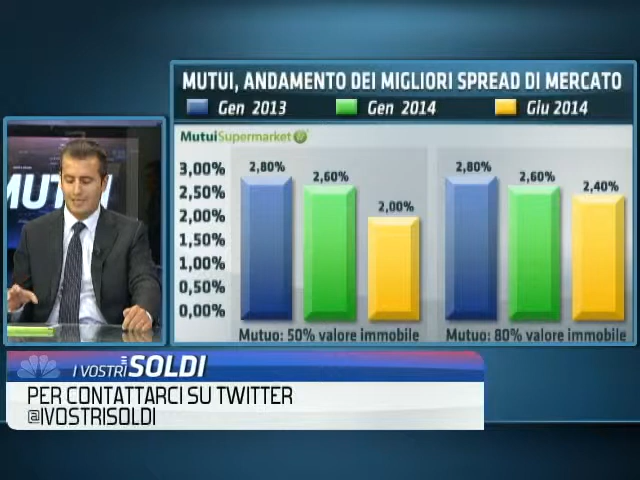 MUTUI, ANDAMENTO DEI MIGLIORI SPREAD DI MERCATO
Gen 2013 Gen 2014 Giu 2014
MutuiSupermarket
3,00%
2,50%
2,00%
1,50%
1,00%
0,50%
0,00%
2,80% 2,60% 2,00%
2,80% 2,60% 2,40%
Mutuo: 50% valore immobile
Mutuo: 80% valore immobile
MUTUI
I VOSTRI SOLDI
PER CONTATTARCI SU TWITTER
@IVOSTRISOLDI